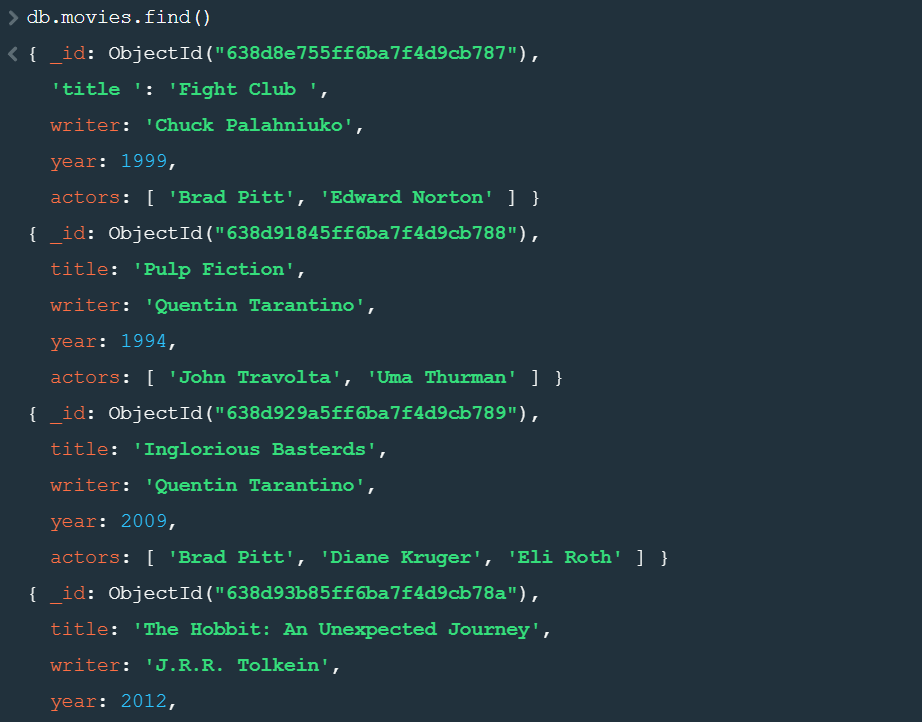 > db.movies.find()
< { _id: ObjectId("638d8e755ff6ba7f4d9cb787"),
'title ': 'Fight Club ',
writer: 'Chuck Palahniuko',
year: 1999,
actors: [ 'Brad Pitt', 'Edward Norton' ] }
{ _id: ObjectId("638d91845ff6ba7f4d9cb788"),
title: 'Pulp Fiction',
writer: 'Quentin Tarantino',
year: 1994,
actors: [ 'John Travolta', 'Uma Thurman' ] }
{ _id: ObjectId("638d929a5ff6ba7f4d9cb789"),
title: 'Inglorious Basterds',
writer: 'Quentin Tarantino',
year: 2009,
actors: [ 'Brad Pitt', 'Diane Kruger', 'Eli Roth' ] }
{ _id: ObjectId("638d93b85ff6ba7f4d9cb78a"),
title: 'The Hobbit: An Unexpected Journey',
writer: 'J.R.R. Tolkein',
year: 2012,